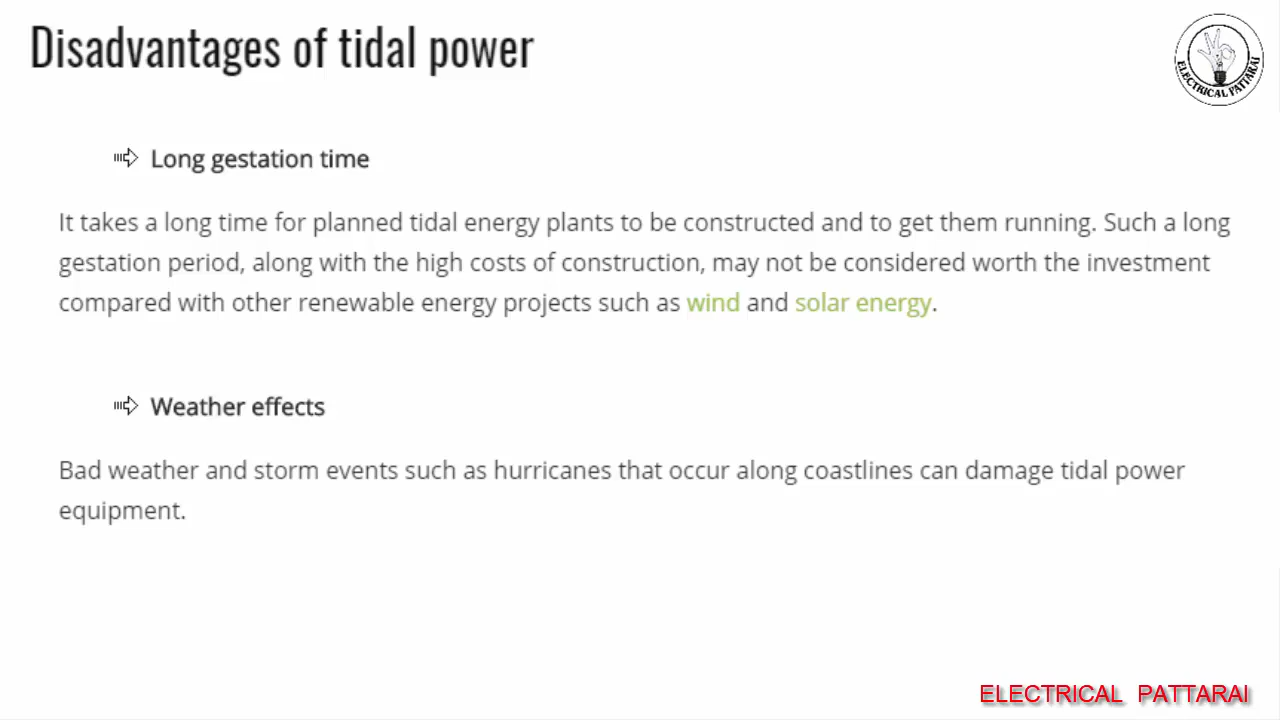 Disadvantages of tidal power
ELECTRICAL PATTARAI
Long gestation time
It takes a long time for planned tidal energy plants to be constructed and to get them running. Such a long
gestation period, along with the high costs of construction, may not be considered worth the investment
compared with other renewable energy projects such as wind and solar energy.
Weather effects
Bad weather and storm events such as hurricanes that occur along coastlines can damage tidal power
equipment.
ELECTRICAL PATTARAI